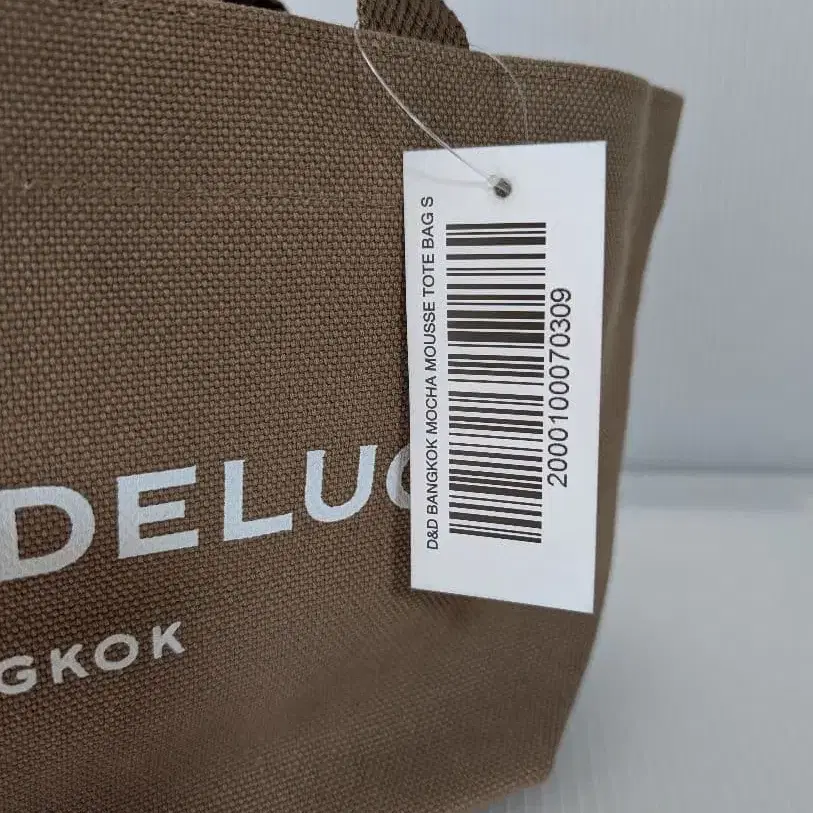 DELUC
GKOK
D&D BANGKOK MOCHA MOUSSE TOTE BAG S
2000100070309